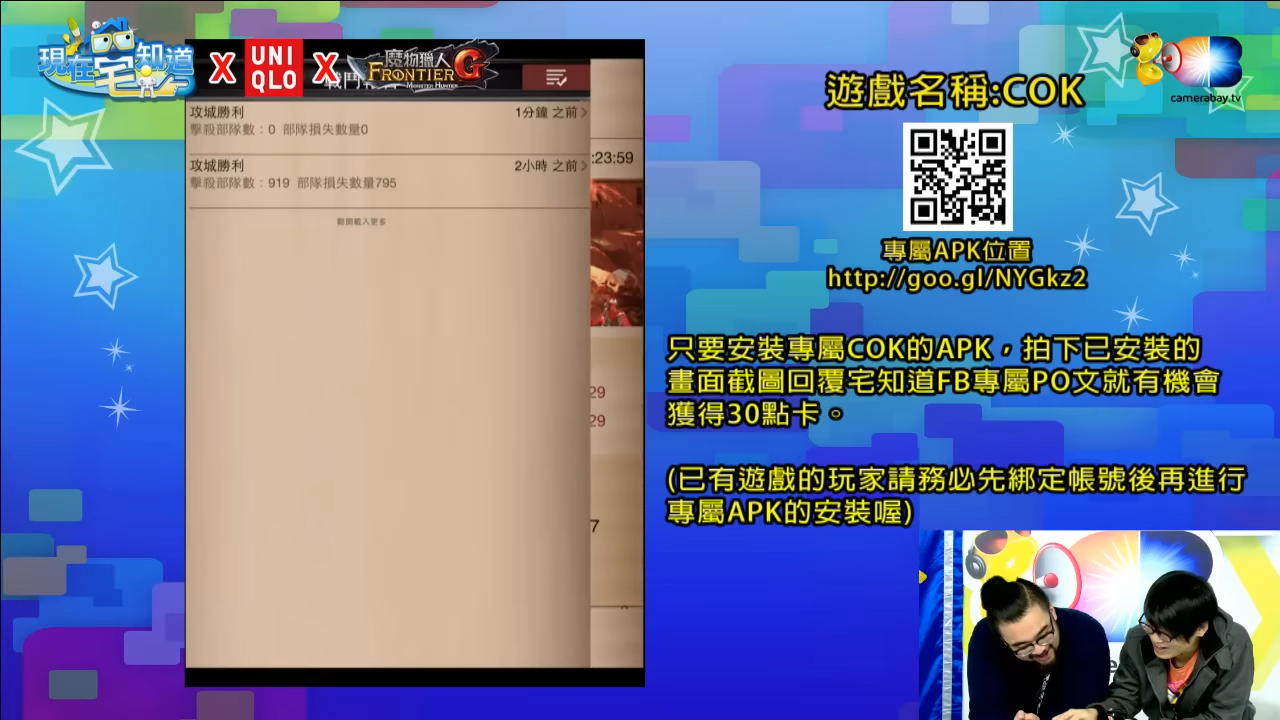 現在宅知道
X
UNI
QLO
X
魔物獵人
FRONTIER G
MONSTER HUNTER
攻城勝利
1分鐘 之前
擊殺部隊數：0 部隊損失數量0
攻城勝利
2小時 之前
擊殺部隊數：919 部隊損失數量795
:23:59
29
29
7
camerabay.tv
遊戲名稱:COK
專屬APK位置
http://goo.gl/NYGkz2
只要安裝專屬COK的APK，拍下已安裝的
畫面截圖回覆宅知道FB專屬PO文就有機會
獲得30點卡。
(已有遊戲的玩家請務必先綁定帳號後再進行
專屬APK的安裝喔)